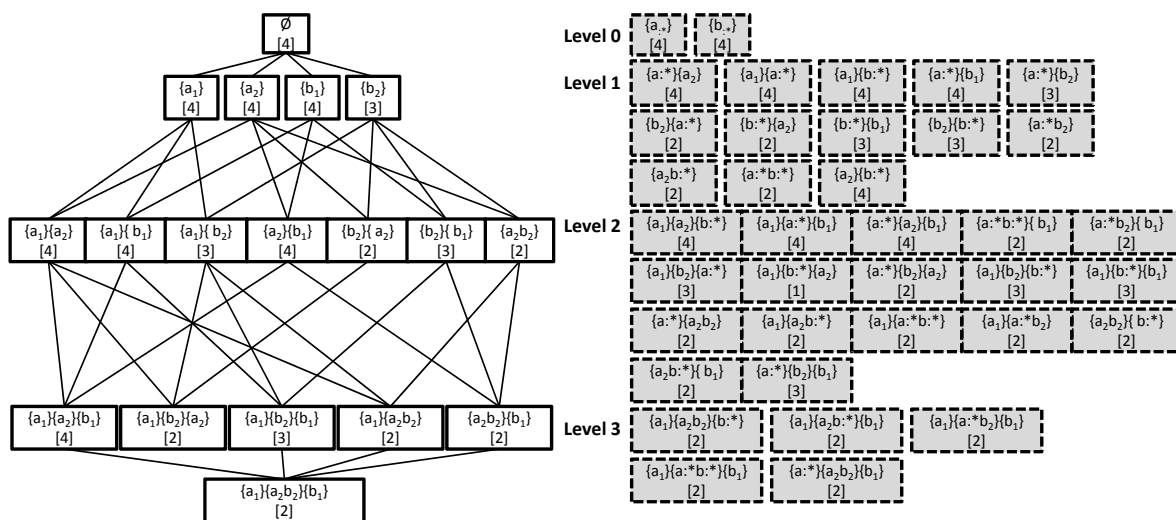 ∅
[4]
{a₁}
[4]
{a₂}
[4]
{b₁}
[4]
{b₂}
[3]
{a₁}{a₂}
[4]
{a₁}{ b₁}
[4]
{a₁}{ b₂}
[3]
{a₂}{b₁}
[4]
{b₂}{ a₂}
[2]
{b₂}{ b₁}
[3]
{a₂b₂}
[2]
{a₁}{a₂}{b₁}
[4]
{a₁}{b₂}{a₂}
[2]
{a₁}{b₂}{b₁}
[3]
{a₁}{a₂b₂}
[2]
{a₂b₂}{b₁}
[2]
{a₁}{a₂b₂}{b₁}
[2]
Level 0
{a:*}
[4]
{b:*}
[4]
Level 1
{a:*}{a₂}
[4]
{a₁}{a:*}
[4]
{a₁}{b:*}
[4]
{a:*}{b₁}
[4]
{a:*}{b₂}
[3]
{b₂}{a:*}
[2]
{b:*}{a₂}
[2]
{b:*}{b₁}
[3]
{b₂}{b:*}
[3]
{a:*b₂}
[2]
{a₂b:*}
[2]
{a:*b:*}
[2]
{a₂}{b:*}
[4]
Level 2
{a₁}{a₂}{b:*}
[4]
{a₁}{a:*}{b₁}
[4]
{a:*}{a₂}{b₁}
[4]
{a:*b:*}{ b₁}
[2]
{a:*b₂}{ b₁}
[2]
{a₁}{b₂}{a:*}
[3]
{a₁}{b:*}{a₂}
[1]
{a:*}{b₂}{a₂}
[2]
{a₁}{b₂}{b:*}
[3]
{a₁}{b:*}{b₁}
[3]
{a:*}{a₂b₂}
[2]
{a₁}{a₂b:*}
[2]
{a₁}{a:*b:*}
[2]
{a₁}{a:*b₂}
[2]
{a₂b₂}{ b:*}
[2]
{a₂b:*}{ b₁}
[2]
{a:*}{b₂}{b₁}
[3]
Level 3
{a₁}{a₂b₂}{b:*}
[2]
{a₁}{a₂b:*}{b₁}
[2]
{a₁}{a:*b₂}{b₁}
[2]
{a₁}{a:*b:*}{b₁}
[2]
{a:*}{a₂b₂}{b₁}
[2]